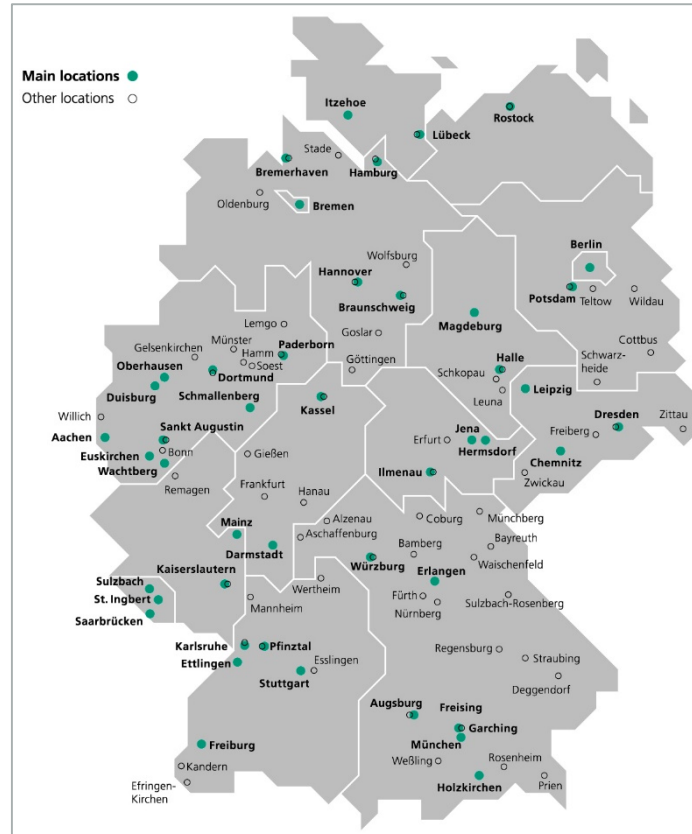 Main locations
Other locations
Itzehoe
Rostock
Lübeck
Stade
Bremerhaven
Hamburg
Oldenburg
Bremen
Wolfsburg
Berlin
Hannover
Potsdam
Teltow
Wildau
Braunschweig
Magdeburg
Lemgo
Goslar
Münster
Paderborn
Gelsenkirchen
Hamm
Göttingen
Cottbus
Oberhausen
Soest
Halle
Schwarz-
heide
Dortmund
Schkopau
Duisburg
Leipzig
Schmallenberg
Kassel
Leuna
Willich
Dresden
Zittau
Sankt Augustin
Jena
Freiberg
Aachen
Erfurt
Bonn
Hermsdorf
Euskirchen
Gießen
Chemnitz
Wachtberg
Ilmenau
Zwickau
Remagen
Frankfurt
Hanau
Alzenau
Coburg
Münchberg
Mainz
Aschaffenburg
Bayreuth
Darmstadt
Bamberg
Würzburg
Waischenfeld
Kaiserslautern
Erlangen
Sulzbach
Wertheim
Fürth
St. Ingbert
Mannheim
Nürnberg
Sulzbach-Rosenberg
Saarbrücken
Karlsruhe
Pfinztal
Regensburg
Ettlingen
Esslingen
Straubing
Stuttgart
Deggendorf
Augsburg
Freising
Garching
Freiburg
München
Kandern
Weßling
Rosenheim
Efringen-
Kirchen
Holzkirchen
Prien